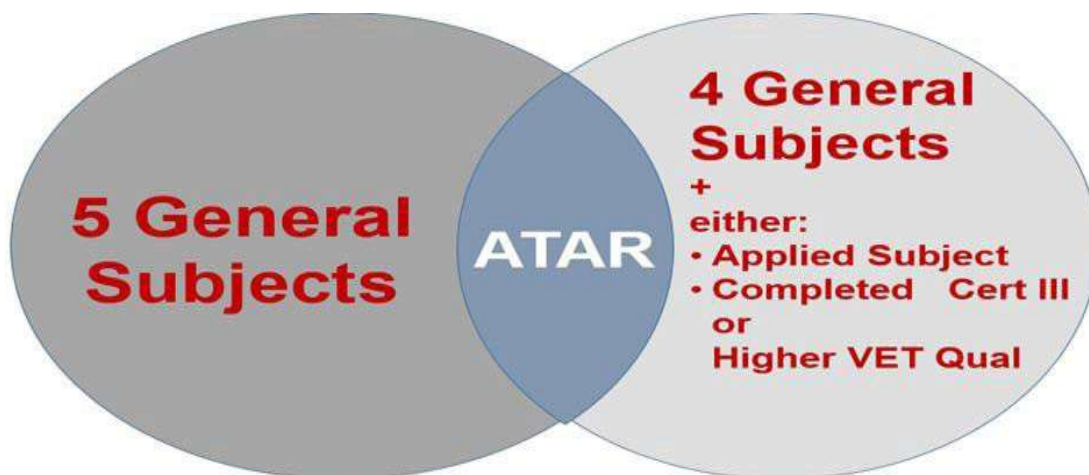 5 General
Subjects
ATAR
4 General
Subjects
+
either:
• Applied Subject
• Completed Cert III
or
Higher VET Qual